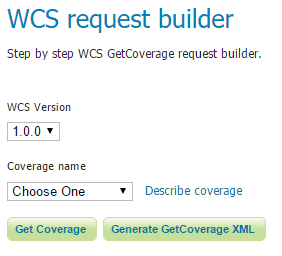 WCS request builder
Step by step WCS GetCoverage request builder.
WCS Version
1.0.0
Coverage name
Choose One Describe coverage
Get Coverage Generate GetCoverage XML